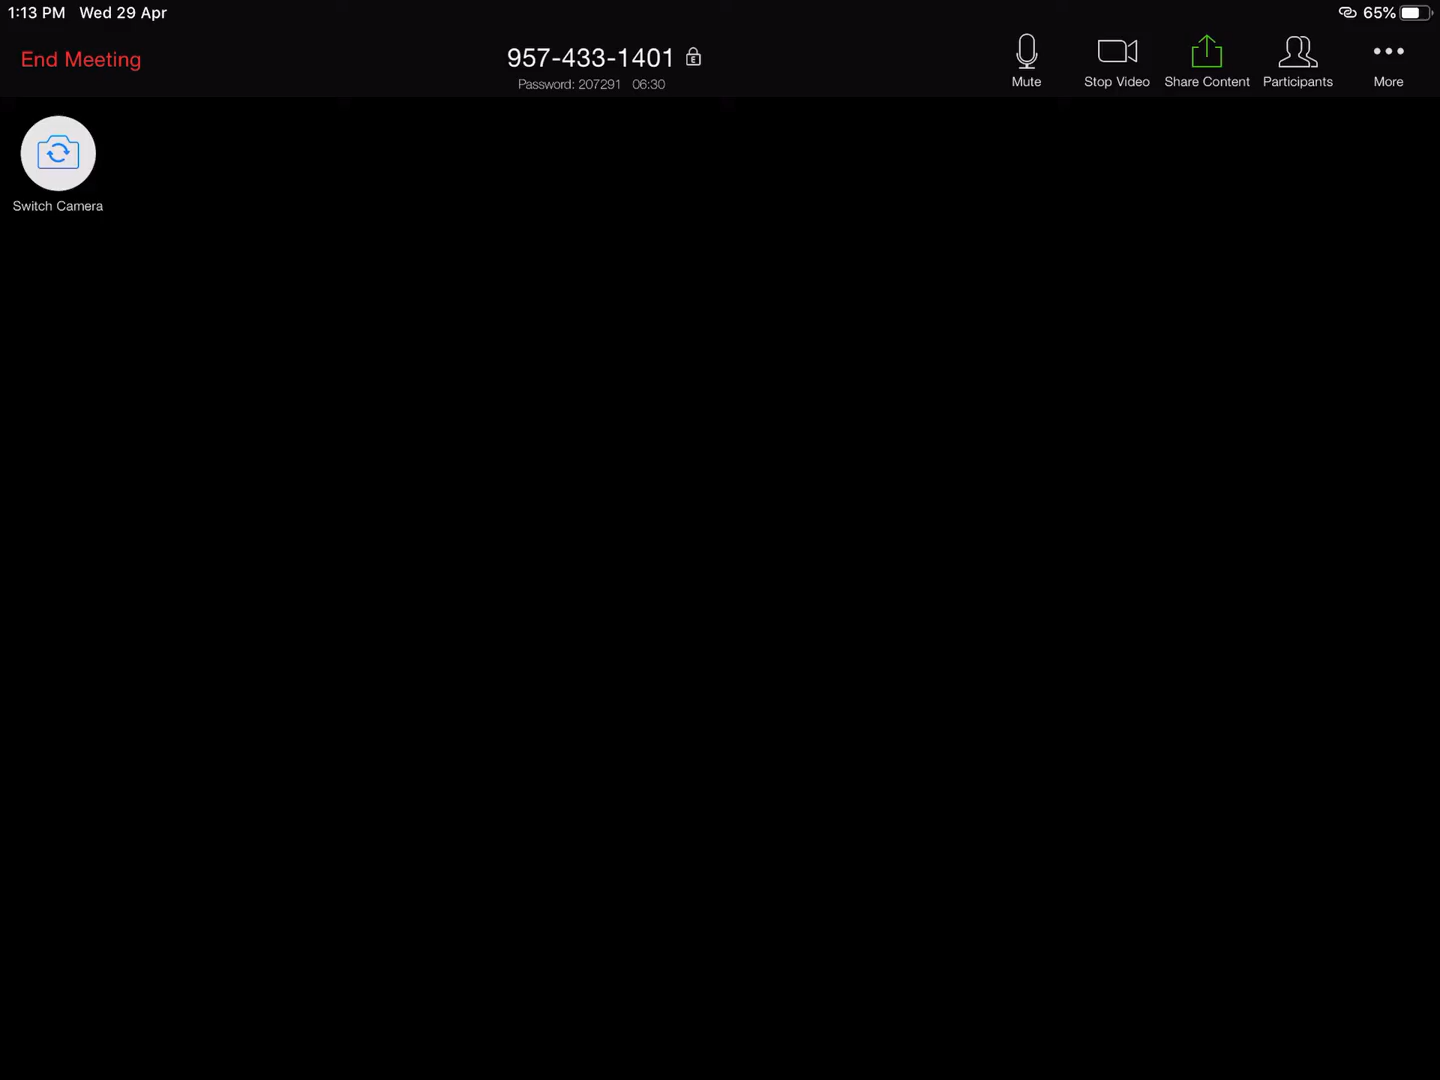 1:13 PM Wed 29 Apr 65%
End Meeting
957-433-1401
Password: 207291 06:30
Mute
Stop Video
Share Content
Participants
More
Switch Camera